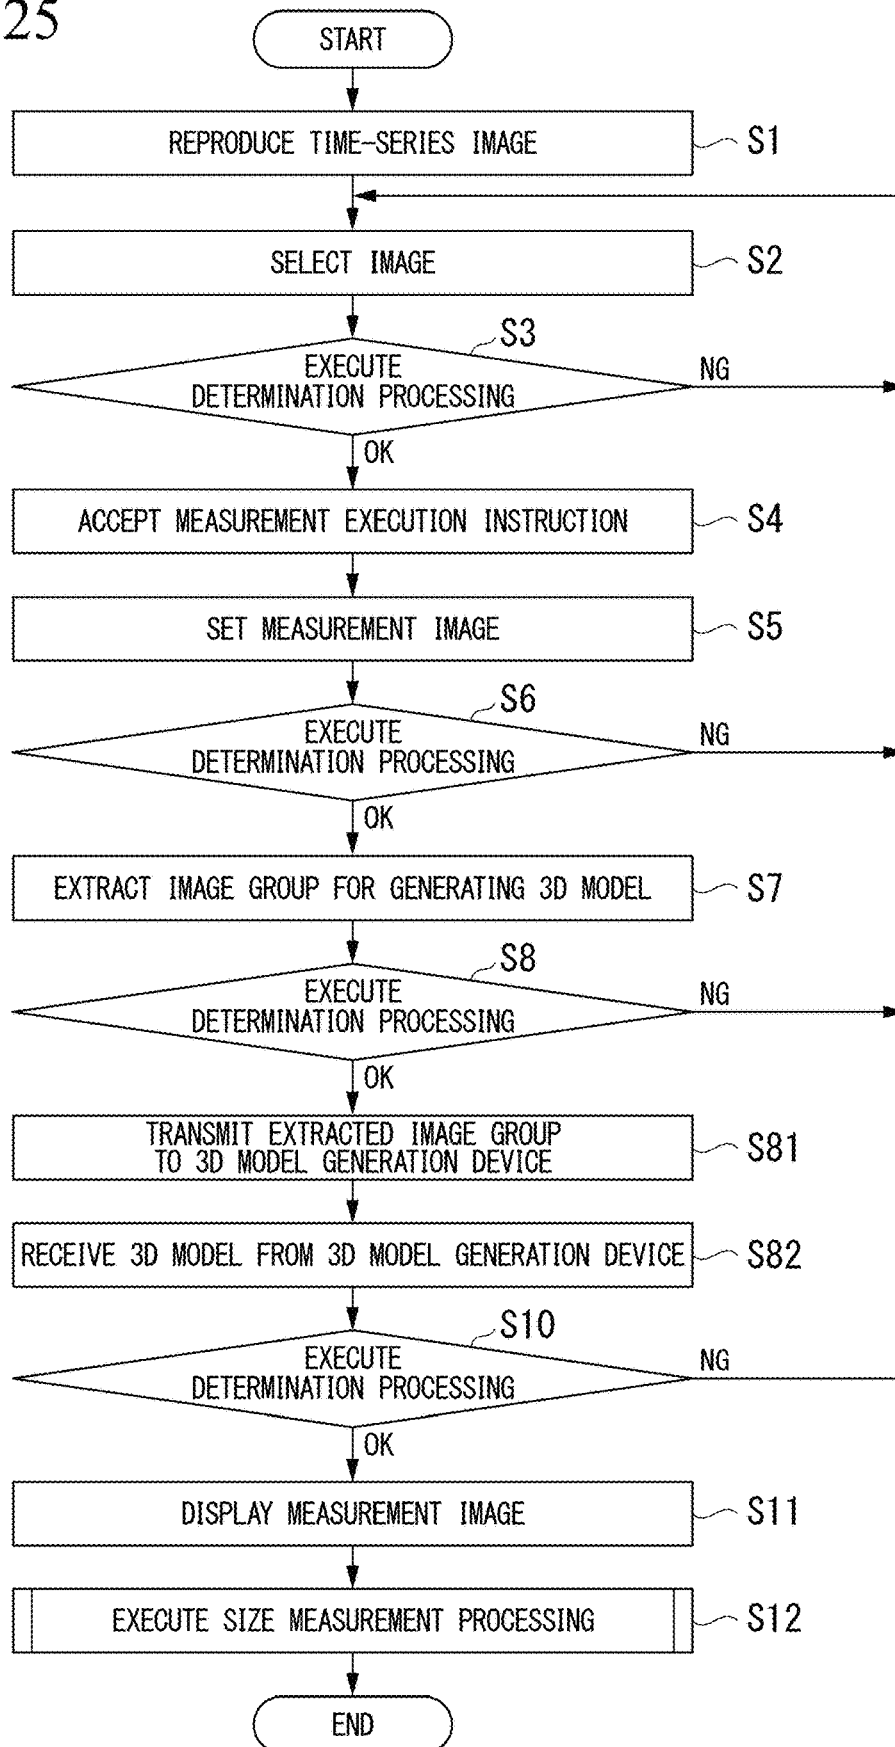 25
START
REPRODUCE TIME-SERIES IMAGE
S1
SELECT IMAGE
S2
S3
EXECUTE
DETERMINATION PROCESSING
NG
OK
ACCEPT MEASUREMENT EXECUTION INSTRUCTION
S4
SET MEASUREMENT IMAGE
S5
S6
EXECUTE
DETERMINATION PROCESSING
NG
OK
EXTRACT IMAGE GROUP FOR GENERATING 3D MODEL
S7
S8
EXECUTE
DETERMINATION PROCESSING
NG
OK
TRANSMIT EXTRACTED IMAGE GROUP
TO 3D MODEL GENERATION DEVICE
S81
RECEIVE 3D MODEL FROM 3D MODEL GENERATION DEVICE
S82
S10
EXECUTE
DETERMINATION PROCESSING
NG
OK
DISPLAY MEASUREMENT IMAGE
S11
EXECUTE SIZE MEASUREMENT PROCESSING
S12
END